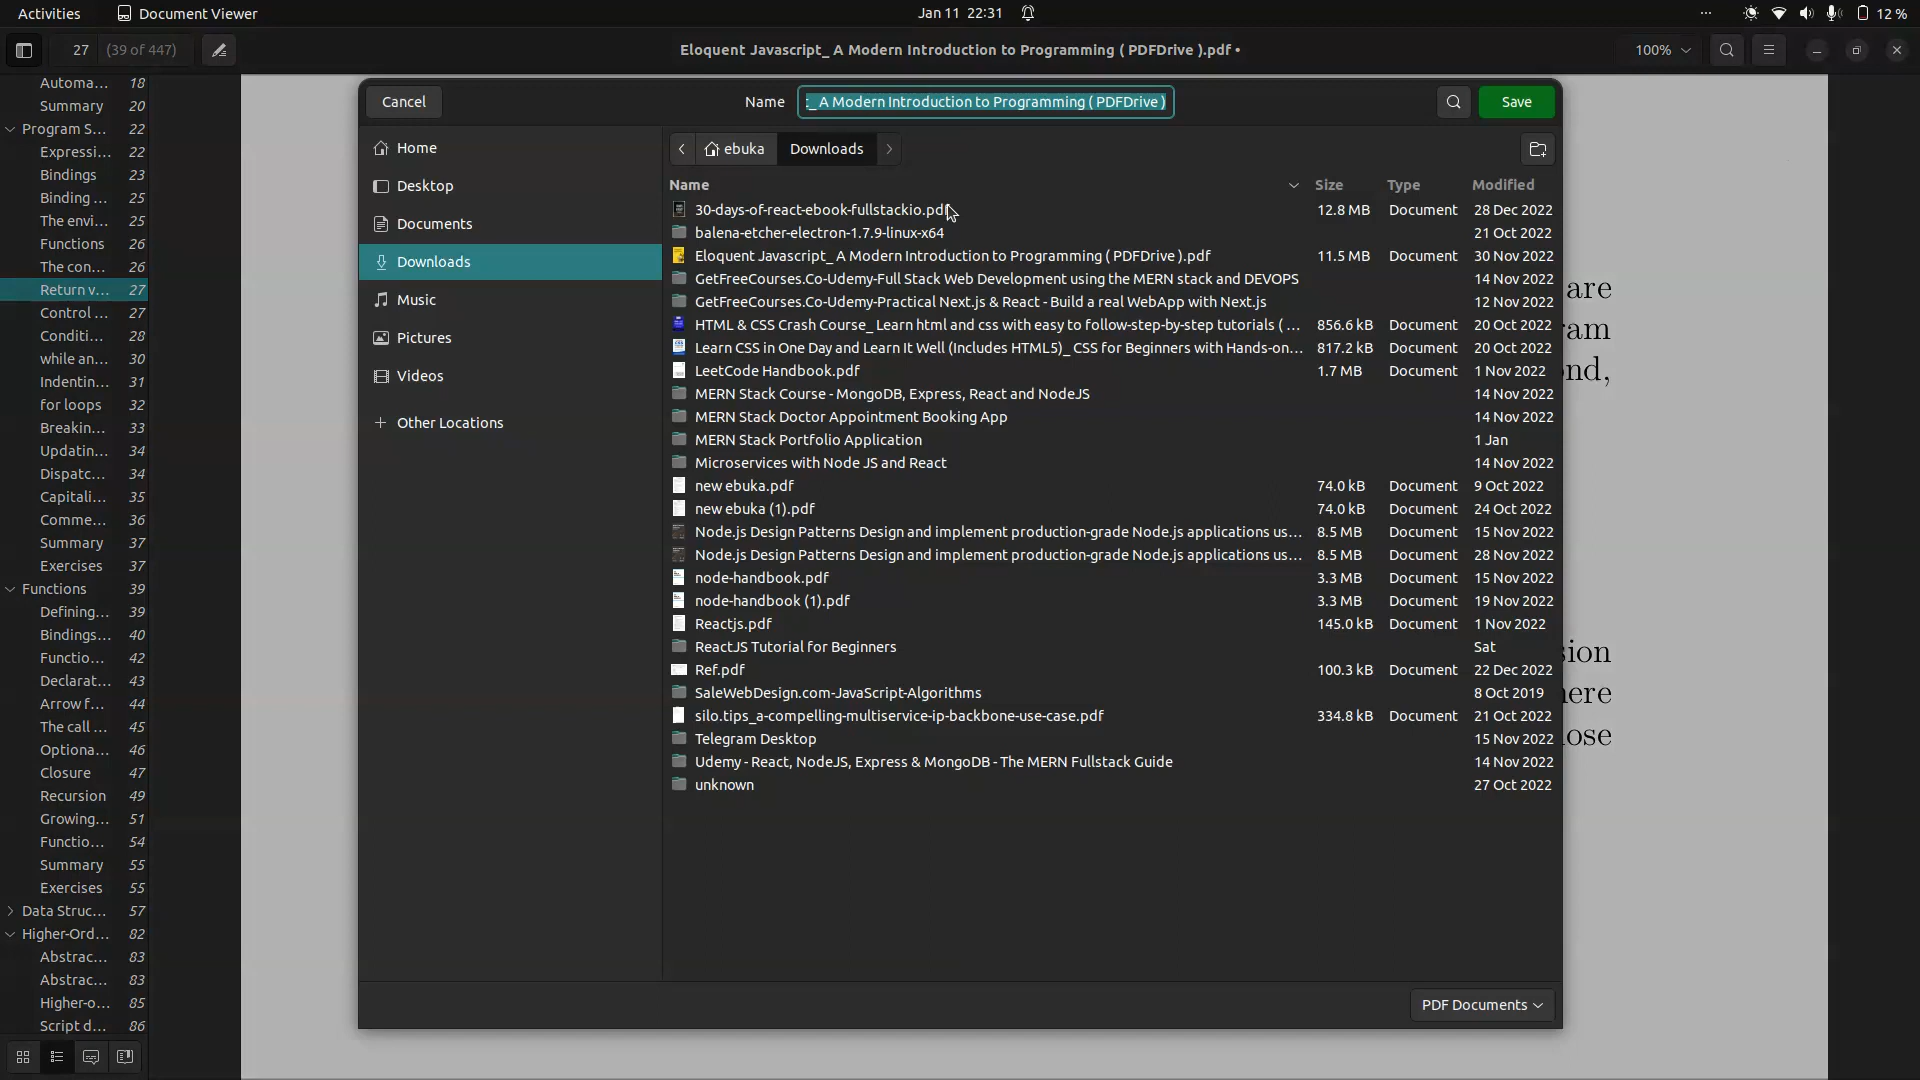 Activities
Document Viewer
Jan 11 22:31
12 %
27
(39 of 447)
Eloquent Javascript_ A Modern Introduction to Programming ( PDFDrive ).pdf •
100%
Automa... 18
Summary 20
Program S... 22
Expressi... 22
Bindings 23
Binding ... 25
The envi... 25
Functions 26
The con... 26
Return v... 27
Control ... 27
Conditi... 28
while an... 30
Indentin... 31
for loops 32
Breakin... 33
Updatin... 34
Dispatc... 34
Capitali... 35
Comme... 36
Summary 37
Exercises 37
Functions 39
Defining... 39
Bindings... 40
Functio... 42
Declarat... 43
Arrow f... 44
The call ... 45
Optiona... 46
Closure 47
Recursion 49
Growing... 51
Functio... 54
Summary 55
Exercises 55
Data Struc... 57
Higher-Ord... 82
Abstrac... 83
Abstrac... 83
Higher-o... 85
Script d... 86
Cancel
Name
t_ A Modern Introduction to Programming ( PDFDrive )
Save
Home
Desktop
Documents
Downloads
Music
Pictures
Videos
Other Locations
ebuka
Downloads
Name Size Type Modified
30-days-of-react-ebook-fullstackio.pdf 12.8 MB Document 28 Dec 2022
balena-etcher-electron-1.7.9-linux-x64 21 Oct 2022
Eloquent Javascript_ A Modern Introduction to Programming ( PDFDrive ).pdf 11.5 MB Document 30 Nov 2022
GetFreeCourses.Co-Udemy-Full Stack Web Development using the MERN stack and DEVOPS 14 Nov 2022
GetFreeCourses.Co-Udemy-Practical Next.js & React - Build a real WebApp with Next.js 12 Nov 2022
HTML & CSS Crash Course_ Learn html and css with easy to follow-step-by-step tutorials ( ... 856.6 kB Document 20 Oct 2022
Learn CSS in One Day and Learn It Well (Includes HTML5)_ CSS for Beginners with Hands-on... 817.2 kB Document 20 Oct 2022
LeetCode Handbook.pdf 1.7 MB Document 1 Nov 2022
MERN Stack Course - MongoDB, Express, React and NodeJS 14 Nov 2022
MERN Stack Doctor Appointment Booking App 14 Nov 2022
MERN Stack Portfolio Application 1 Jan
Microservices with Node JS and React 14 Nov 2022
new ebuka.pdf 74.0 kB Document 9 Oct 2022
new ebuka (1).pdf 74.0 kB Document 24 Oct 2022
Node.js Design Patterns Design and implement production-grade Node.js applications us... 8.5 MB Document 15 Nov 2022
Node.js Design Patterns Design and implement production-grade Node.js applications us... 8.5 MB Document 28 Nov 2022
node-handbook.pdf 3.3 MB Document 15 Nov 2022
node-handbook (1).pdf 3.3 MB Document 19 Nov 2022
Reactjs.pdf 145.0 kB Document 1 Nov 2022
ReactJS Tutorial for Beginners Sat
Ref.pdf 100.3 kB Document 22 Dec 2022
SaleWebDesign.com-JavaScript-Algorithms 8 Oct 2019
silo.tips_a-compelling-multiservice-ip-backbone-use-case.pdf 334.8 kB Document 21 Oct 2022
Telegram Desktop 15 Nov 2022
Udemy - React, NodeJS, Express & MongoDB - The MERN Fullstack Guide 14 Nov 2022
unknown 27 Oct 2022
PDF Documents
are
ram
ond,
sion
here
lose